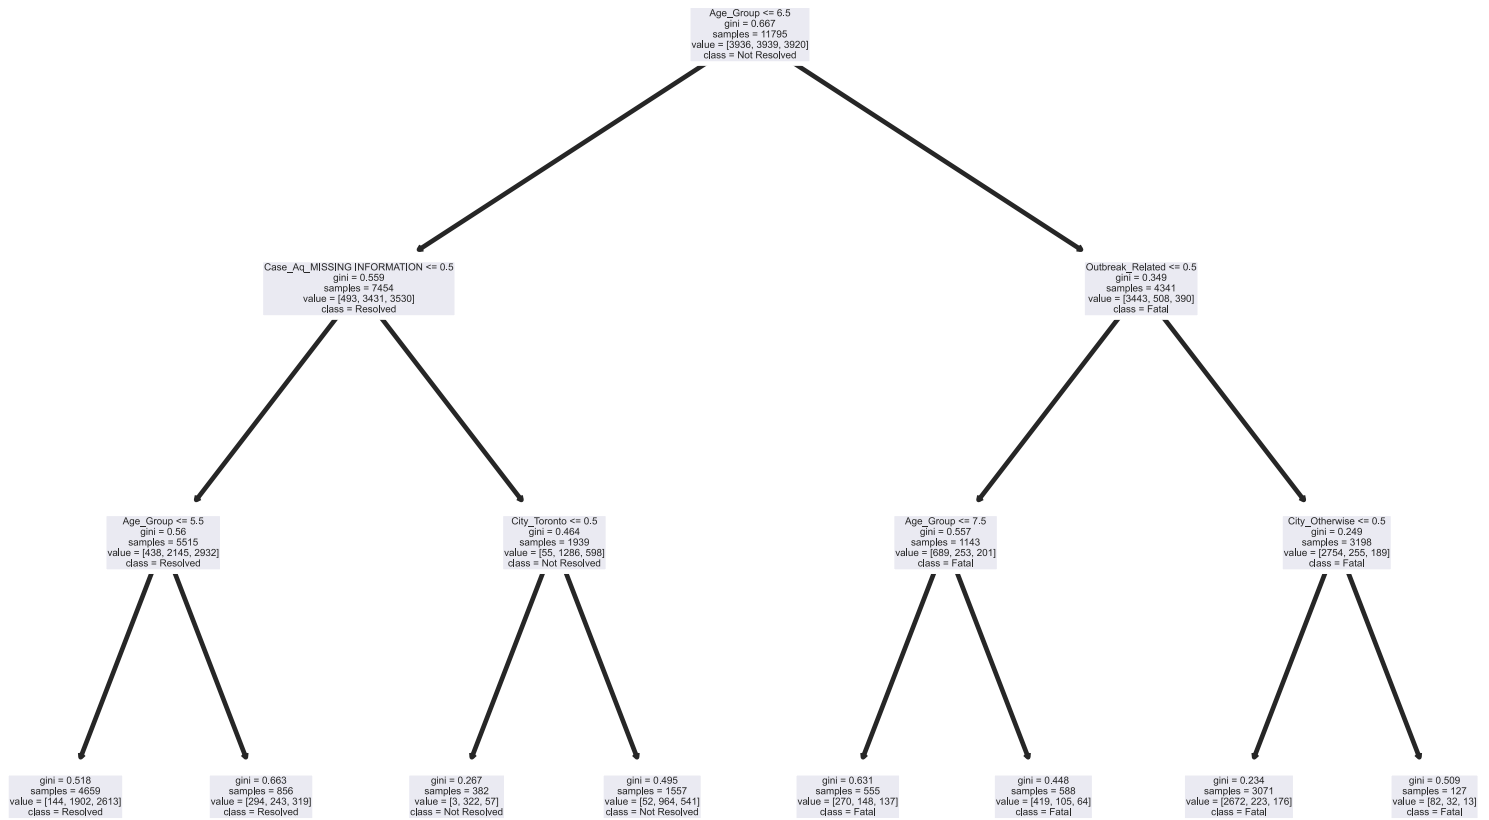 Age_Group <= 6.5
gini = 0.667
samples = 11795
value = [3936, 3939, 3920]
class = Not Resolved
Case_Aq_MISSING INFORMATION <= 0.5
gini = 0.559
samples = 7454
value = [493, 3431, 3530]
class = Resolved
Outbreak_Related <= 0.5
gini = 0.349
samples = 4341
value = [3443, 508, 390]
class = Fatal
Age_Group <= 5.5
gini = 0.56
samples = 5515
value = [438, 2145, 2932]
class = Resolved
City_Toronto <= 0.5
gini = 0.464
samples = 1939
value = [55, 1286, 598]
class = Not Resolved
Age_Group <= 7.5
gini = 0.557
samples = 1143
value = [689, 253, 201]
class = Fatal
City_Otherwise <= 0.5
gini = 0.249
samples = 3198
value = [2754, 255, 189]
class = Fatal
gini = 0.518
samples = 4659
value = [144, 1902, 2613]
class = Resolved
gini = 0.663
samples = 856
value = [294, 243, 319]
class = Resolved
gini = 0.267
samples = 382
value = [3, 322, 57]
class = Not Resolved
gini = 0.495
samples = 1557
value = [52, 964, 541]
class = Not Resolved
gini = 0.631
samples = 555
value = [270, 148, 137]
class = Fatal
gini = 0.448
samples = 588
value = [419, 105, 64]
class = Fatal
gini = 0.234
samples = 3071
value = [2672, 223, 176]
class = Fatal
gini = 0.509
samples = 127
value = [82, 32, 13]
class = Fatal